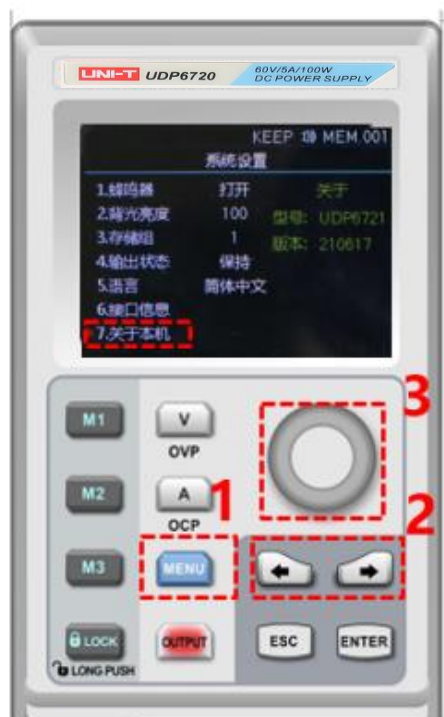 UNI-T UDP6720 60V/5A/100W
DC POWER SUPPLY
KEEP MEM 001
系统设置
1.蜂鸣器 打开 关于
2.背光亮度 100 型号: UDP6721
3.存储组 1 版本: 210617
4.输出状态 保持
5.语言 简体中文
6.接口信息
7.关于本机
3
M1 V
OVP
M2 A 1 2
OCP
M3 MENU
LOCK OUTPUT ESC ENTER
LONG PUSH